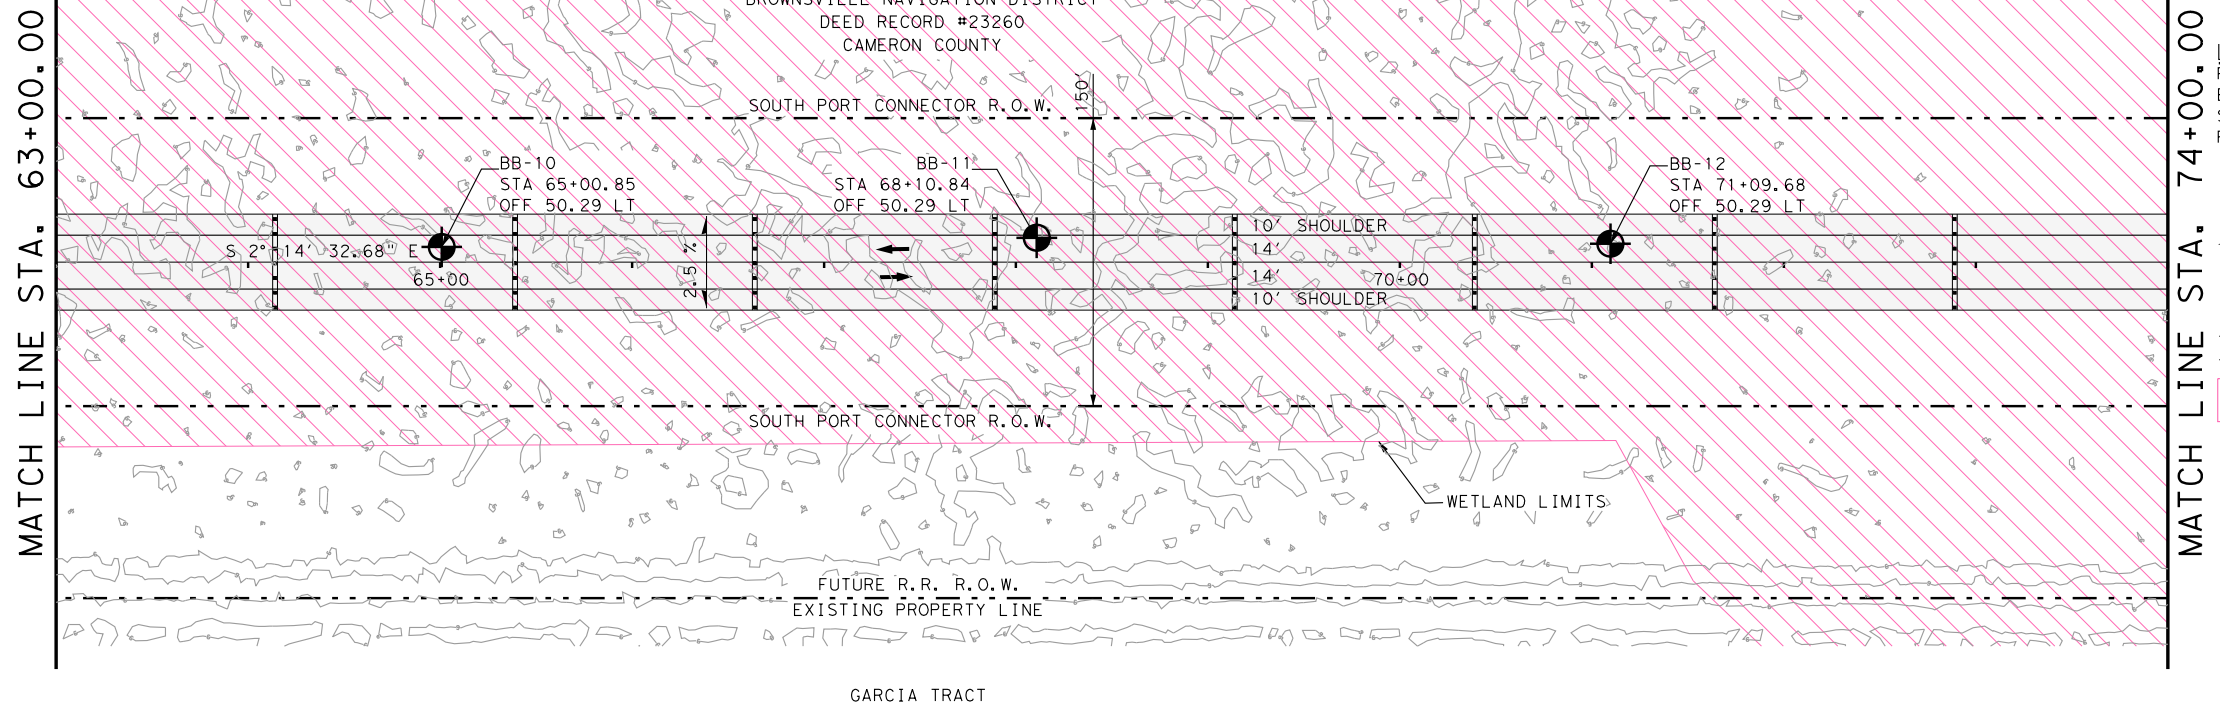 BROWNSVILLE NAVIGATION DISTRICT
DEED RECORD #23260
CAMERON COUNTY
MATCH LINE STA. 63+00.00
MATCH LINE STA. 74+00.00
SOUTH PORT CONNECTOR R.O.W.
150'
BB-10
STA 65+00.85
OFF 50.29 LT
BB-11
STA 68+10.84
OFF 50.29 LT
BB-12
STA 71+09.68
OFF 50.29 LT
S 2° 14' 32.68" E
65+00
2.5 %
10' SHOULDER
14'
14'
70+00
10' SHOULDER
SOUTH PORT CONNECTOR R.O.W.
WETLAND LIMITS
FUTURE R.R. R.O.W.
EXISTING PROPERTY LINE
GARCIA TRACT